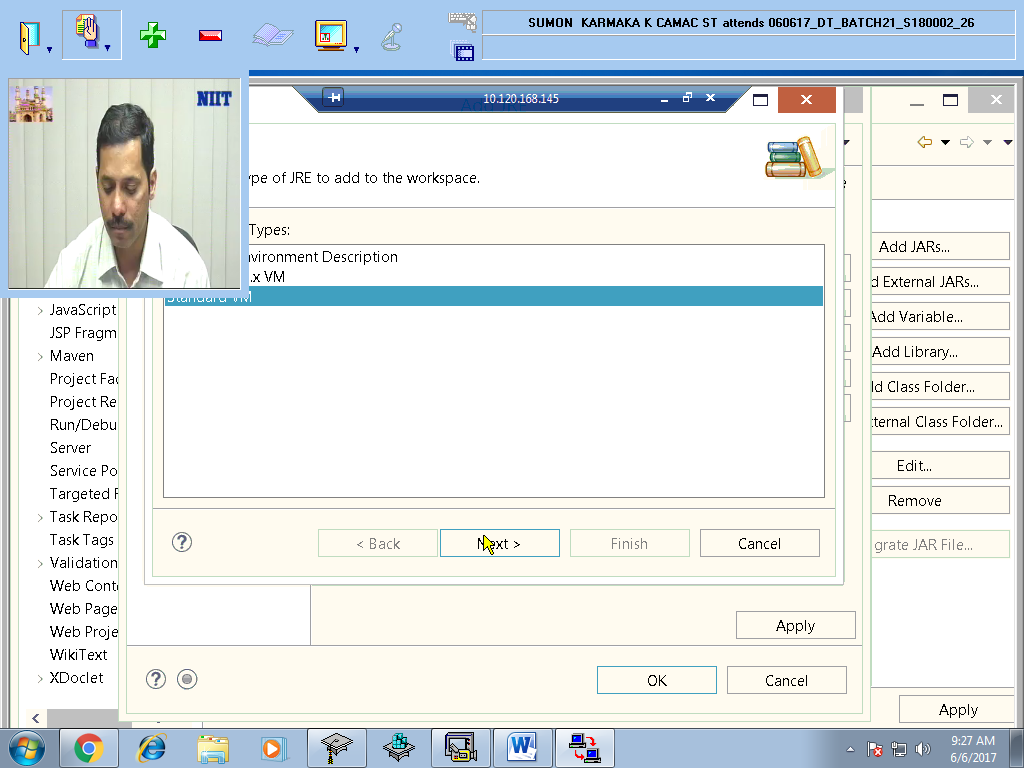 SUMON KARMAKA K CAMAC ST attends 060617_DT_BATCH21_S180002_26
NIIT
10.120.168.145
ype of JRE to add to the workspace.
Types:
vironment Description
.x VM
Standard VM
< Back
Next >
Finish
Cancel
Apply
OK
Cancel
JavaScript
JSP Fragm
Maven
Project Fac
Project Re
Run/Debu
Server
Service Po
Targeted R
Task Repo
Task Tags
Validation
Web Conte
Web Page
Web Proje
WikiText
XDoclet
Add JARs...
d External JARs...
Add Variable...
Add Library...
ld Class Folder...
ternal Class Folder...
Edit...
Remove
grate JAR File...
Apply
9:27 AM
6/6/2017